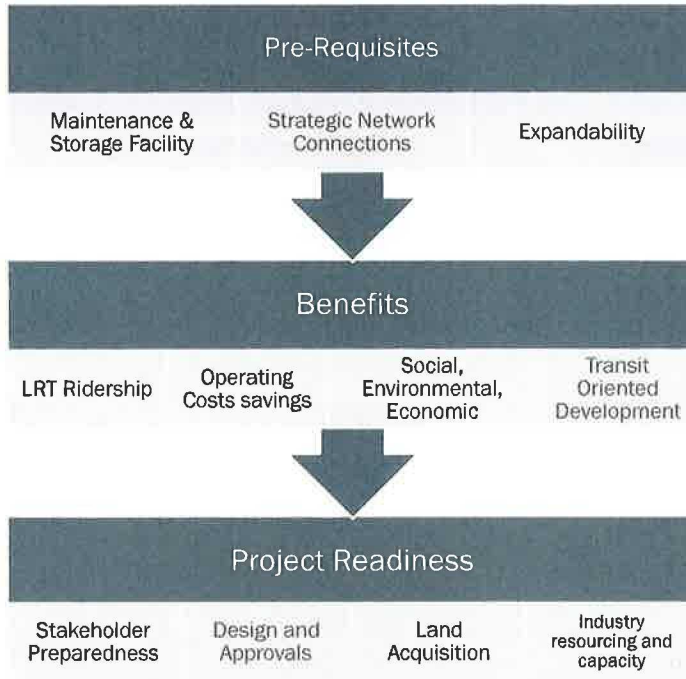 Pre-Requisites
Maintenance &
Storage Facility
Strategic Network
Connections
Expandability
Benefits
LRT Ridership
Operating
Costs savings
Social,
Environmental,
Economic
Transit
Oriented
Development
Project Readiness
Stakeholder
Preparedness
Design and
Approvals
Land
Acquisition
Industry
resourcing and
capacity